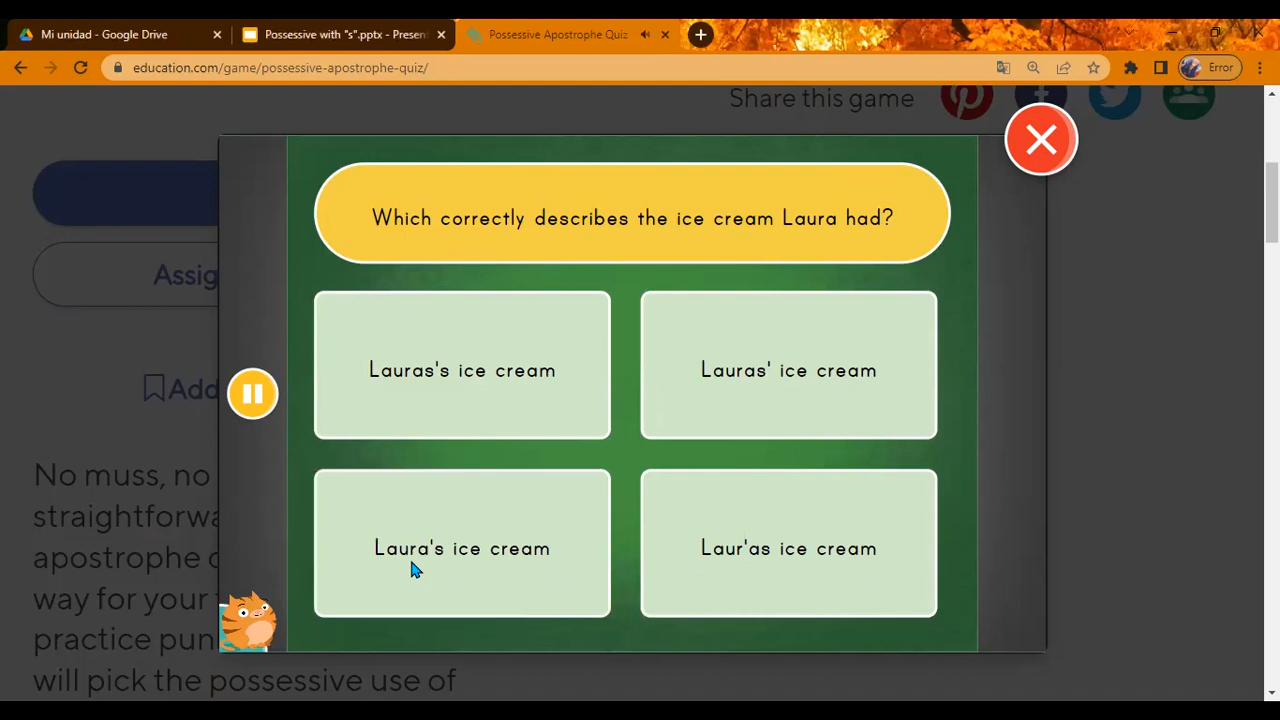 Mi unidad - Google Drive
Possessive with "s".pptx - Present
Possessive Apostrophe Quiz
education.com/game/possessive-apostrophe-quiz/
Error
Share this game
Which correctly describes the ice cream Laura had?
Assig
Lauras's ice cream
Lauras' ice cream
Add
Laura's ice cream
Laur'as ice cream
No muss, no
straightforwa
apostrophe
way for your
practice pun
will pick the possessive use of